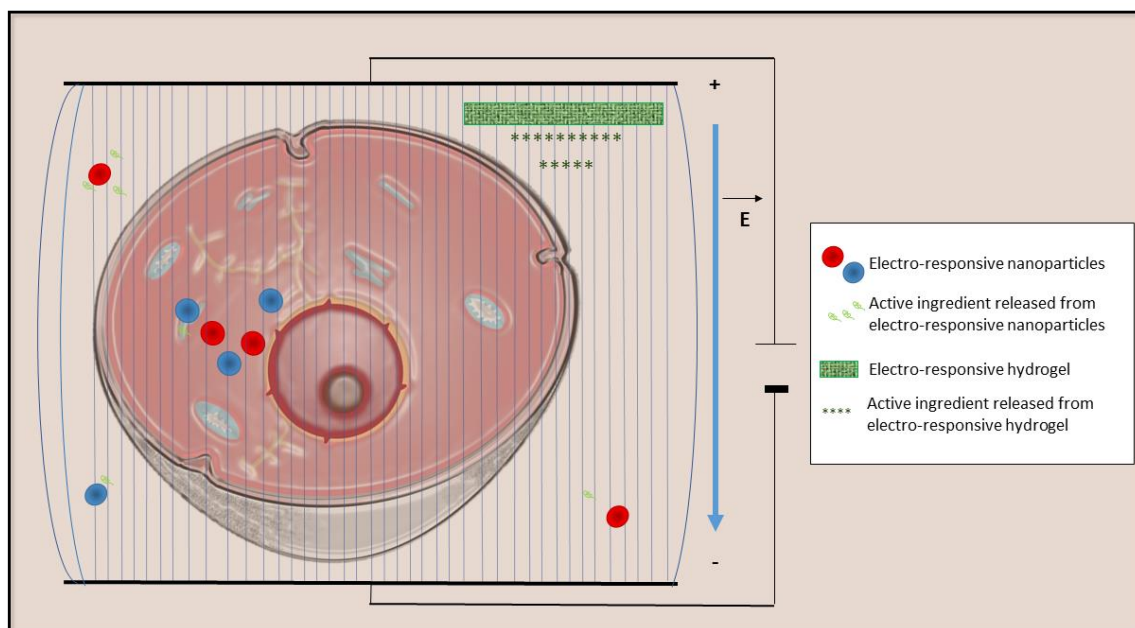 +
E
-
Electro-responsive nanoparticles
Active ingredient released from
electro-responsive nanoparticles
Electro-responsive hydrogel
Active ingredient released from
electro-responsive hydrogel